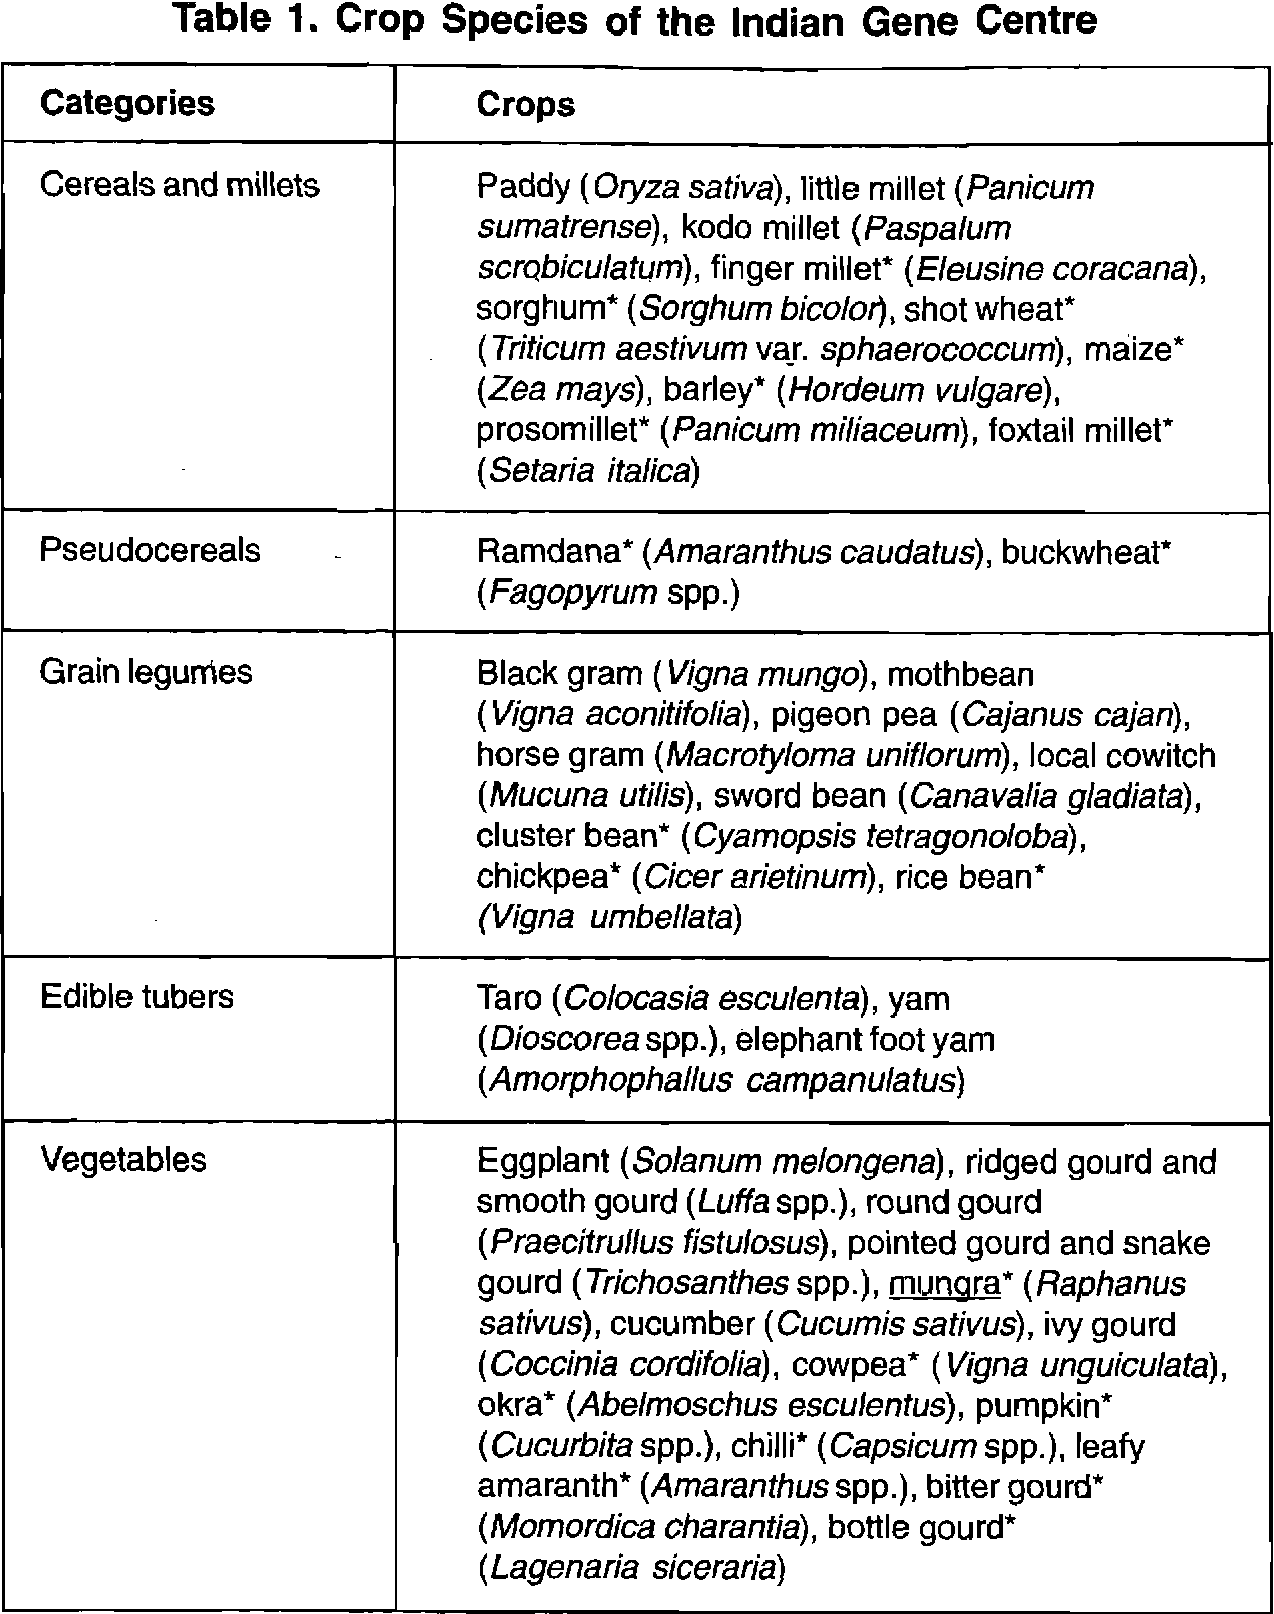 Table 1. Crop Species of the Indian Gene Centre
Categories
Crops
Cereals and millets
Paddy (Oryza sativa), little millet (Panicum
sumatrense), kodo millet (Paspalum
scrobiculatum), finger millet* (Eleusine coracana),
sorghum* (Sorghum bicolor), shot wheat*
(Triticum aestivum var. sphaerococcum), maize*
(Zea mays), barley* (Hordeum vulgare),
prosomillet* (Panicum miliaceum), foxtail millet*
(Setaria italica)
Pseudocereals
Ramdana* (Amaranthus caudatus), buckwheat*
(Fagopyrum spp.)
Grain legumes
Black gram (Vigna mungo), mothbean
(Vigna aconitifolia), pigeon pea (Cajanus cajan),
horse gram (Macrotyloma uniflorum), local cowitch
(Mucuna utilis), sword bean (Canavalia gladiata),
cluster bean* (Cyamopsis tetragonoloba),
chickpea* (Cicer arietinum), rice bean*
(Vigna umbellata)
Edible tubers
Taro (Colocasia esculenta), yam
(Dioscorea spp.), elephant foot yam
(Amorphophallus campanulatus)
Vegetables
Eggplant (Solanum melongena), ridged gourd and
smooth gourd (Luffa spp.), round gourd
(Praecitrullus fistulosus), pointed gourd and snake
gourd (Trichosanthes spp.), mungra* (Raphanus
sativus), cucumber (Cucumis sativus), ivy gourd
(Coccinia cordifolia), cowpea* (Vigna unguiculata),
okra* (Abelmoschus esculentus), pumpkin*
(Cucurbita spp.), chilli* (Capsicum spp.), leafy
amaranth* (Amaranthus spp.), bitter gourd*
(Momordica charantia), bottle gourd*
(Lagenaria siceraria)